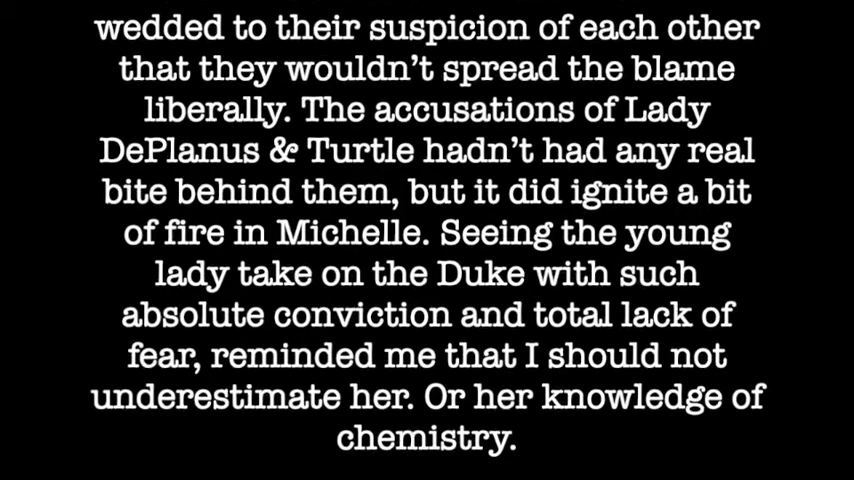 wedded to their suspicion of each other
that they wouldn't spread the blame
liberally. The accusations of Lady
DePlanus & Turtle hadn't had any real
bite behind them, but it did ignite a bit
of fire in Michelle. Seeing the young
lady take on the Duke with such
absolute conviction and total lack of
fear, reminded me that I should not
underestimate her. Or her knowledge of
chemistry.